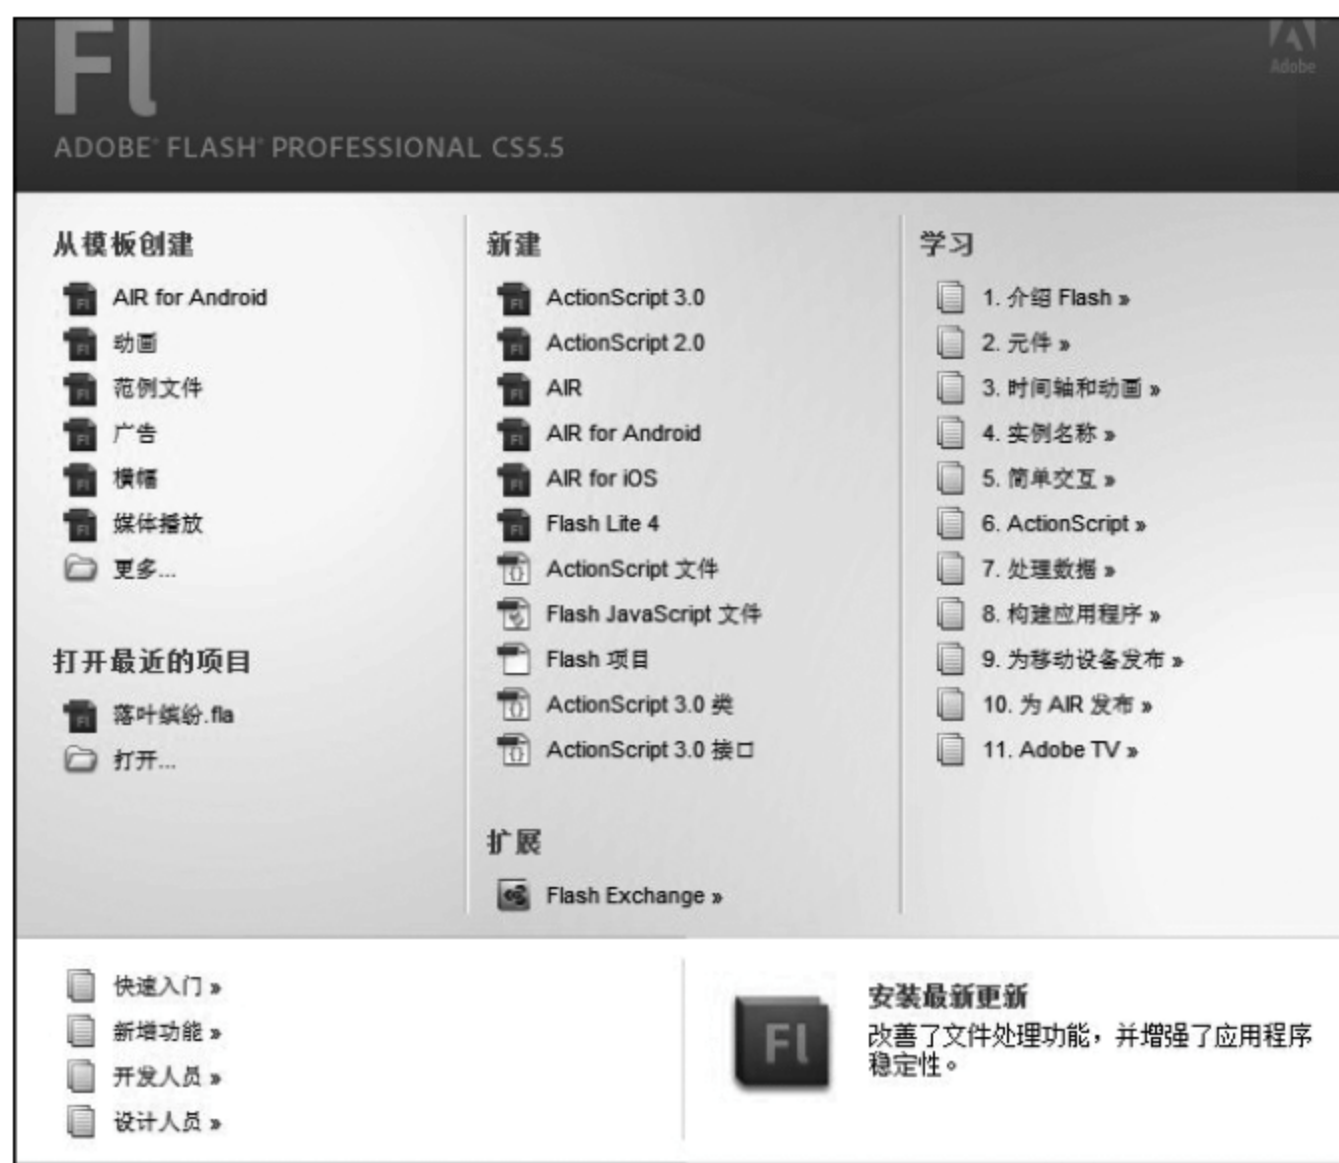 Fl
Adobe
ADOBE® FLASH® PROFESSIONAL CS5.5
从模板创建
AIR for Android
动画
范例文件
广告
横幅
媒体播放
更多...
打开最近的项目
落叶缤纷.fla
打开...
新建
ActionScript 3.0
ActionScript 2.0
AIR
AIR for Android
AIR for iOS
Flash Lite 4
ActionScript 文件
Flash JavaScript 文件
Flash 项目
ActionScript 3.0 类
ActionScript 3.0 接口
扩展
Flash Exchange »
学习
1. 介绍 Flash »
2. 元件 »
3. 时间轴和动画 »
4. 实例名称 »
5. 简单交互 »
6. ActionScript »
7. 处理数据 »
8. 构建应用程序 »
9. 为移动设备发布 »
10. 为 AIR 发布 »
11. Adobe TV »
快速入门 »
新增功能 »
开发人员 »
设计人员 »
Fl
安装最新更新
改善了文件处理功能，并增强了应用程序
稳定性。